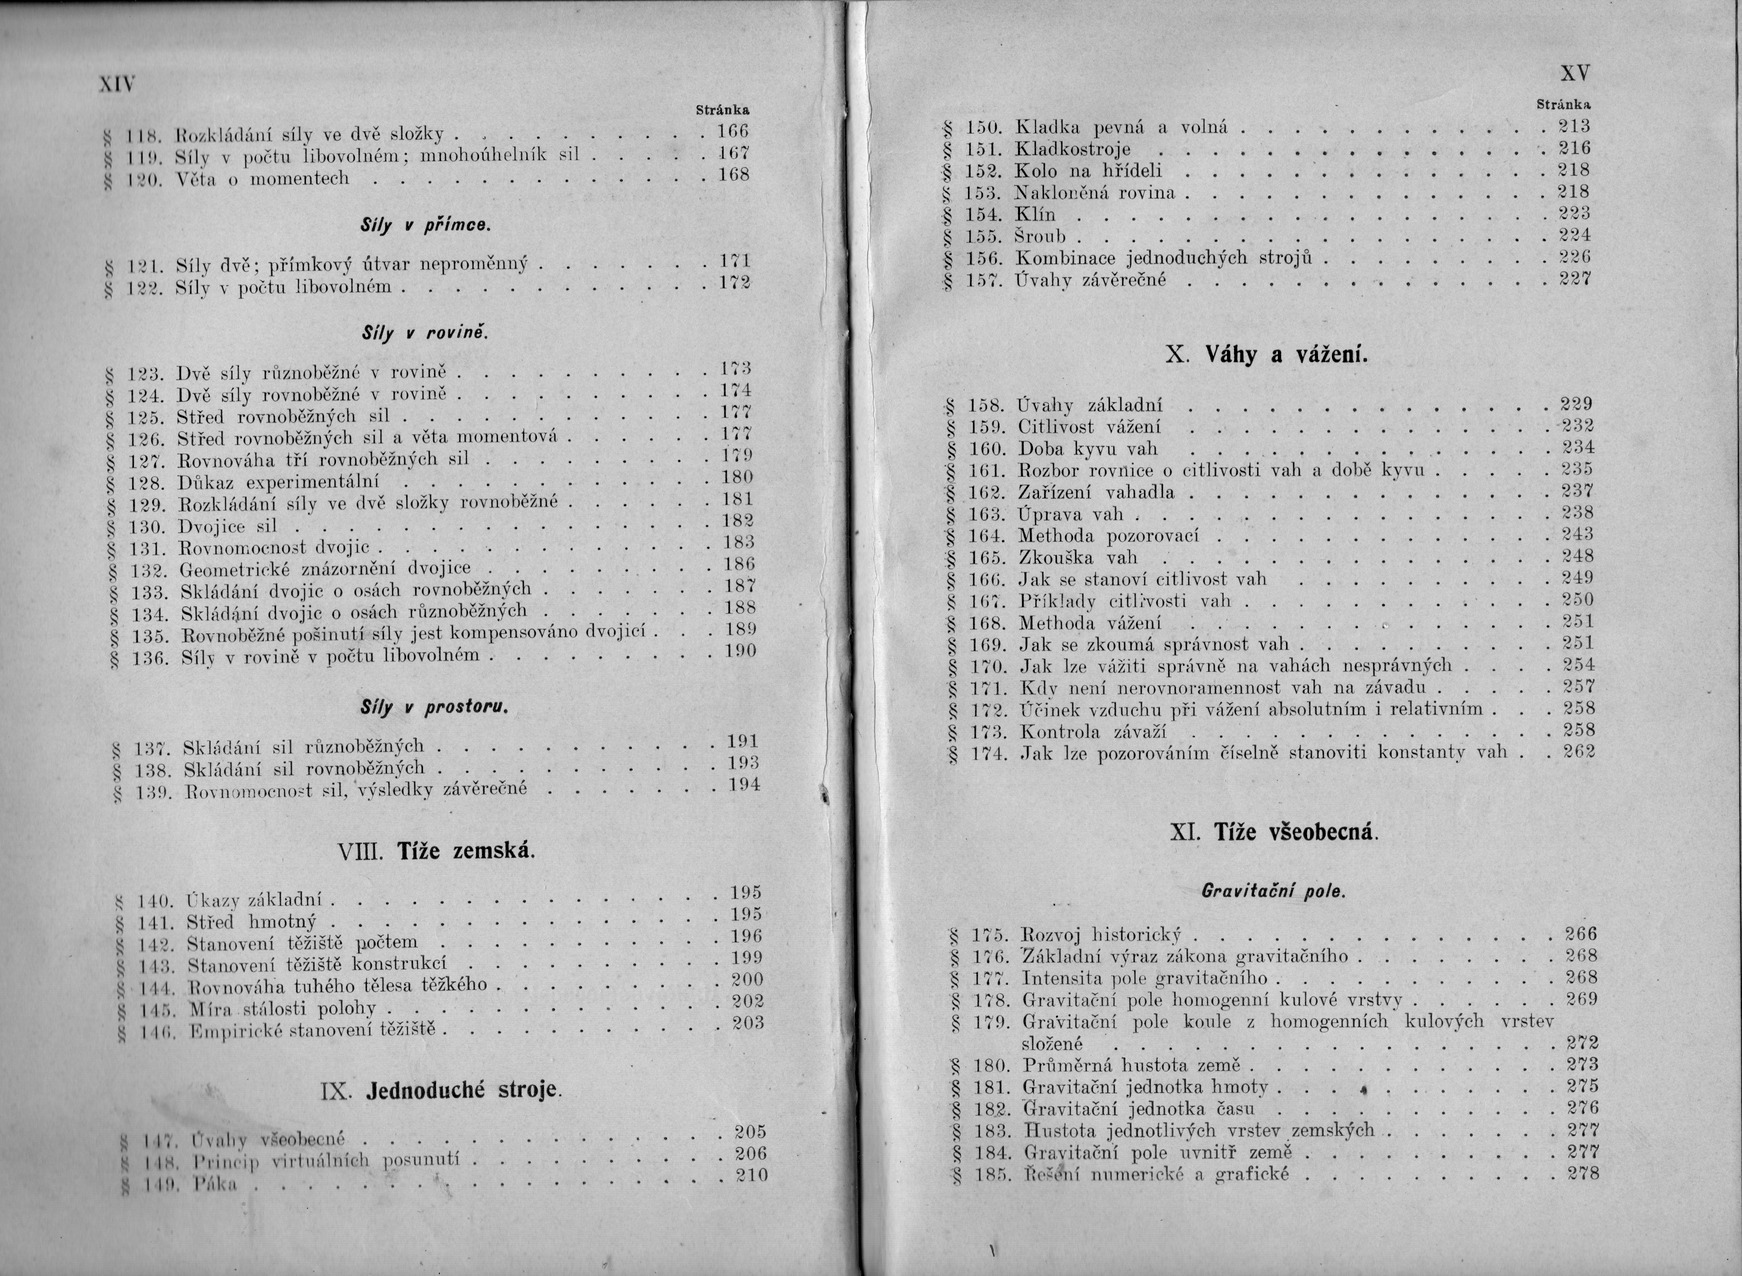 XIV
Stránka
§ 118. Rozkládání síly ve dvě složky . . . . . . . . . . 166
§ 119. Síly v počtu libovolném; mnohoúhelník sil . . . . . 167
§ 120. Věta o momentech . . . . . . . . . . . . . 168
Síly v přímce.
§ 121. Síly dvě; přímkový útvar neproměnný . . . . . . . 171
§ 122. Síly v počtu libovolném . . . . . . . . . . . . 172
Síly v rovině.
§ 123. Dvě síly různoběžné v rovině . . . . . . . . . . 173
§ 124. Dvě síly rovnoběžné v rovině . . . . . . . . . . 174
§ 125. Střed rovnoběžných sil . . . . . . . . . . . . 177
§ 126. Střed rovnoběžných sil a věta momentová . . . . . . 177
§ 127. Rovnováha tří rovnoběžných sil . . . . . . . . . 179
§ 128. Důkaz experimentální . . . . . . . . . . . . 180
§ 129. Rozkládání síly ve dvě složky rovnoběžné . . . . . . 181
§ 130. Dvojice sil . . . . . . . . . . . . . . . . 182
§ 131. Rovnomocnost dvojic . . . . . . . . . . . . . 183
§ 132. Geometrické znázornění dvojice . . . . . . . . . 186
§ 133. Skládání dvojic o osách rovnoběžných . . . . . . . 187
§ 134. Skládání dvojic o osách různoběžných . . . . . . . 188
§ 135. Rovnoběžné pošinutí síly jest kompensováno dvojicí . . . 189
§ 136. Síly v rovině v počtu libovolném . . . . . . . . . 190
Síly v prostoru.
§ 137. Skládání sil různoběžných . . . . . . . . . . . 191
§ 138. Skládání sil rovnoběžných . . . . . . . . . . . 193
§ 139. Rovnomocnost sil, výsledky závěrečné . . . . . . . 194
VIII. Tíže zemská.
§ 140. Úkazy základní . . . . . . . . . . . . . . . 195
§ 141. Střed hmotný . . . . . . . . . . . . . . . 195
§ 142. Stanovení těžiště počtem . . . . . . . . . . . 196
§ 143. Stanovení těžiště konstrukcí . . . . . . . . . . 199
§ 144. Rovnováha tuhého tělesa těžkého . . . . . . . . . 200
§ 145. Míra stálosti polohy . . . . . . . . . . . . . 202
§ 146. Empirické stanovení těžiště . . . . . . . . . . . 203
IX. Jednoduché stroje.
§ 147. Úvahy všeobecné . . . . . . . . . . . . . . 205
§ 148. Princip virtuálních posunutí . . . . . . . . . . 206
§ 149. Páka . . . . . . . . . . . . . . . . . . 210
XV
Stránka
§ 150. Kladka pevná a volná . . . . . . . . . . . . 213
§ 151. Kladkostroje . . . . . . . . . . . . . . . 216
§ 152. Kolo na hřídeli . . . . . . . . . . . . . . 218
§ 153. Nakloněná rovina . . . . . . . . . . . . . . 218
§ 154. Klín . . . . . . . . . . . . . . . . . . 223
§ 155. Šroub . . . . . . . . . . . . . . . . . . 224
§ 156. Kombinace jednoduchých strojů . . . . . . . . . 226
§ 157. Úvahy závěrečné . . . . . . . . . . . . . . 227
X. Váhy a vážení.
§ 158. Úvahy základní . . . . . . . . . . . . . . 229
§ 159. Citlivost vážení . . . . . . . . . . . . . . 232
§ 160. Doba kyvu vah . . . . . . . . . . . . . . 234
§ 161. Rozbor rovnice o citlivosti vah a době kyvu . . . . . 235
§ 162. Zařízení vahadla . . . . . . . . . . . . . . 237
§ 163. Úprava vah . . . . . . . . . . . . . . . . 238
§ 164. Methoda pozorovací . . . . . . . . . . . . . 243
§ 165. Zkouška vah . . . . . . . . . . . . . . . 248
§ 166. Jak se stanoví citlivost vah . . . . . . . . . . 249
§ 167. Příklady citlivosti vah . . . . . . . . . . . . 250
§ 168. Methoda vážení . . . . . . . . . . . . . . 251
§ 169. Jak se zkoumá správnost vah . . . . . . . . . . 251
§ 170. Jak lze vážiti správně na vahách nesprávných . . . . 254
§ 171. Kdy není nerovnoramennost vah na závadu . . . . . 257
§ 172. Účinek vzduchu při vážení absolutním i relativním . . . 258
§ 173. Kontrola závaží . . . . . . . . . . . . . . 258
§ 174. Jak lze pozorováním číselně stanoviti konstanty vah . . 262
XI. Tíže všeobecná.
Gravitační pole.
§ 175. Rozvoj historický . . . . . . . . . . . . . . 266
§ 176. Základní výraz zákona gravitačního . . . . . . . . 268
§ 177. Intensita pole gravitačního . . . . . . . . . . . 268
§ 178. Gravitační pole homogenní kulové vrstvy . . . . . . 269
§ 179. Gravitační pole koule z homogenních kulových vrstev
složené . . . . . . . . . . . . . . . . . 272
§ 180. Průměrná hustota země . . . . . . . . . . . . 273
§ 181. Gravitační jednotka hmoty . . . . . . . . . . . 275
§ 182. Gravitační jednotka času . . . . . . . . . . . 276
§ 183. Hustota jednotlivých vrstev zemských . . . . . . . 277
§ 184. Gravitační pole uvnitř země . . . . . . . . . . 277
§ 185. Řešení numerické a grafické . . . . . . . . . . 278